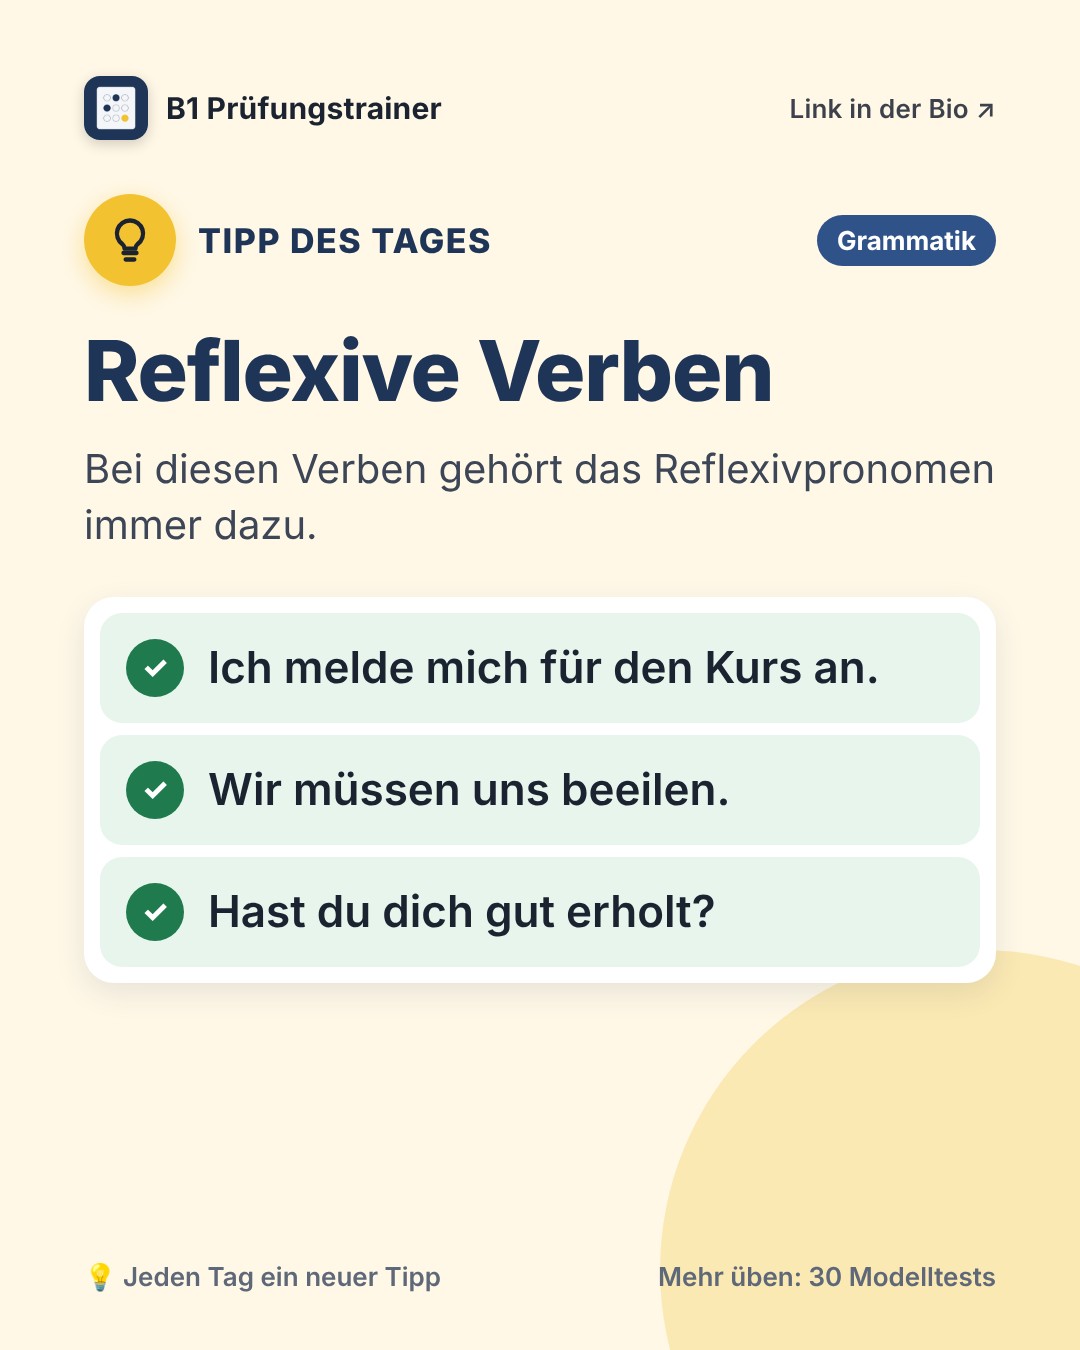 B1 Prüfungstrainer
Link in der Bio ↗
TIPP DES TAGES
Grammatik
Reflexive Verben
Bei diesen Verben gehört das Reflexivpronomen
immer dazu.
Ich melde mich für den Kurs an.
Wir müssen uns beeilen.
Hast du dich gut erholt?
💡 Jeden Tag ein neuer Tipp
Mehr üben: 30 Modelltests